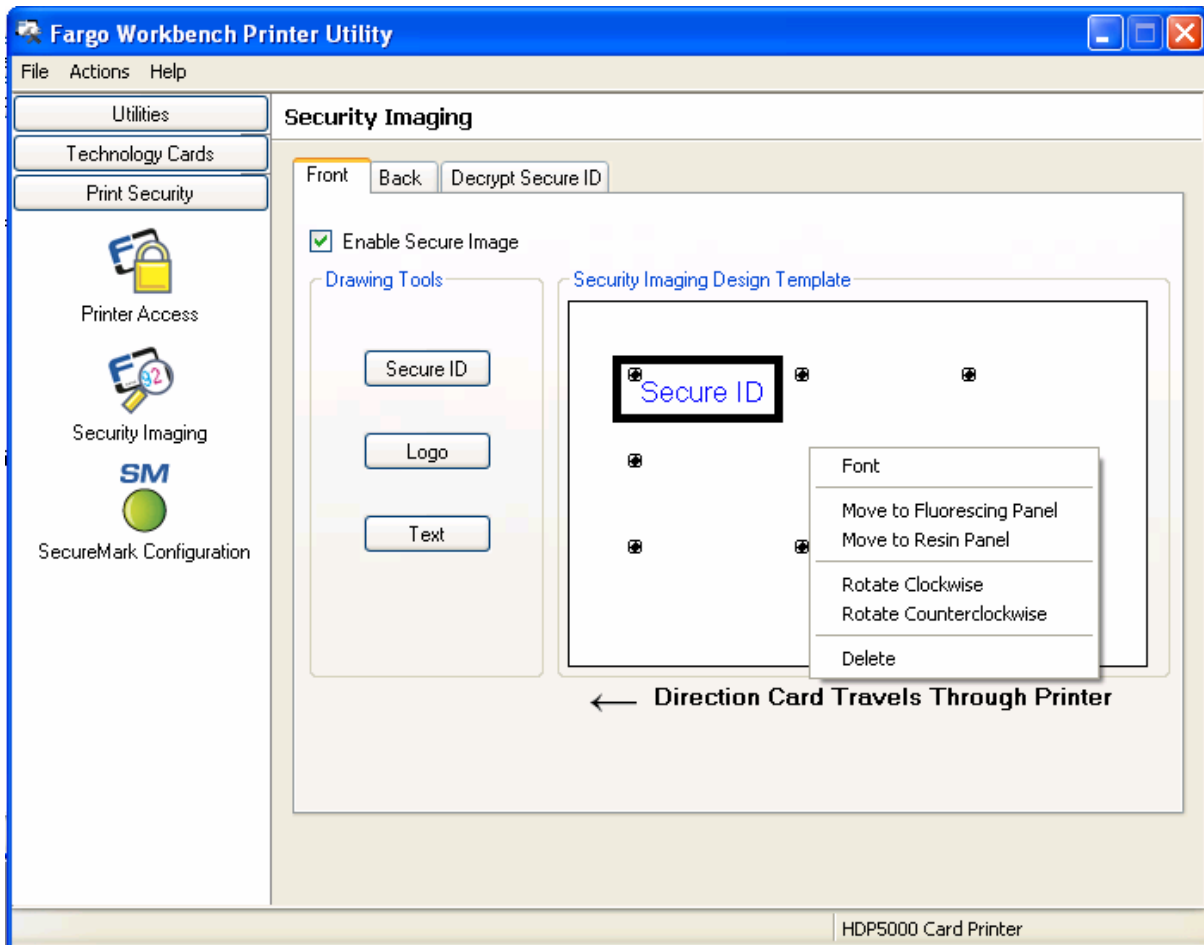 Fargo Workbench Printer Utility
File Actions Help
Utilities
Technology Cards
Print Security
Printer Access
Security Imaging
SM
SecureMark Configuration
Security Imaging
Front Back Decrypt Secure ID
Enable Secure Image
Drawing Tools
Secure ID
Logo
Text
Security Imaging Design Template
Secure ID
Font
Move to Fluorescing Panel
Move to Resin Panel
Rotate Clockwise
Rotate Counterclockwise
Delete
← Direction Card Travels Through Printer
HDP5000 Card Printer